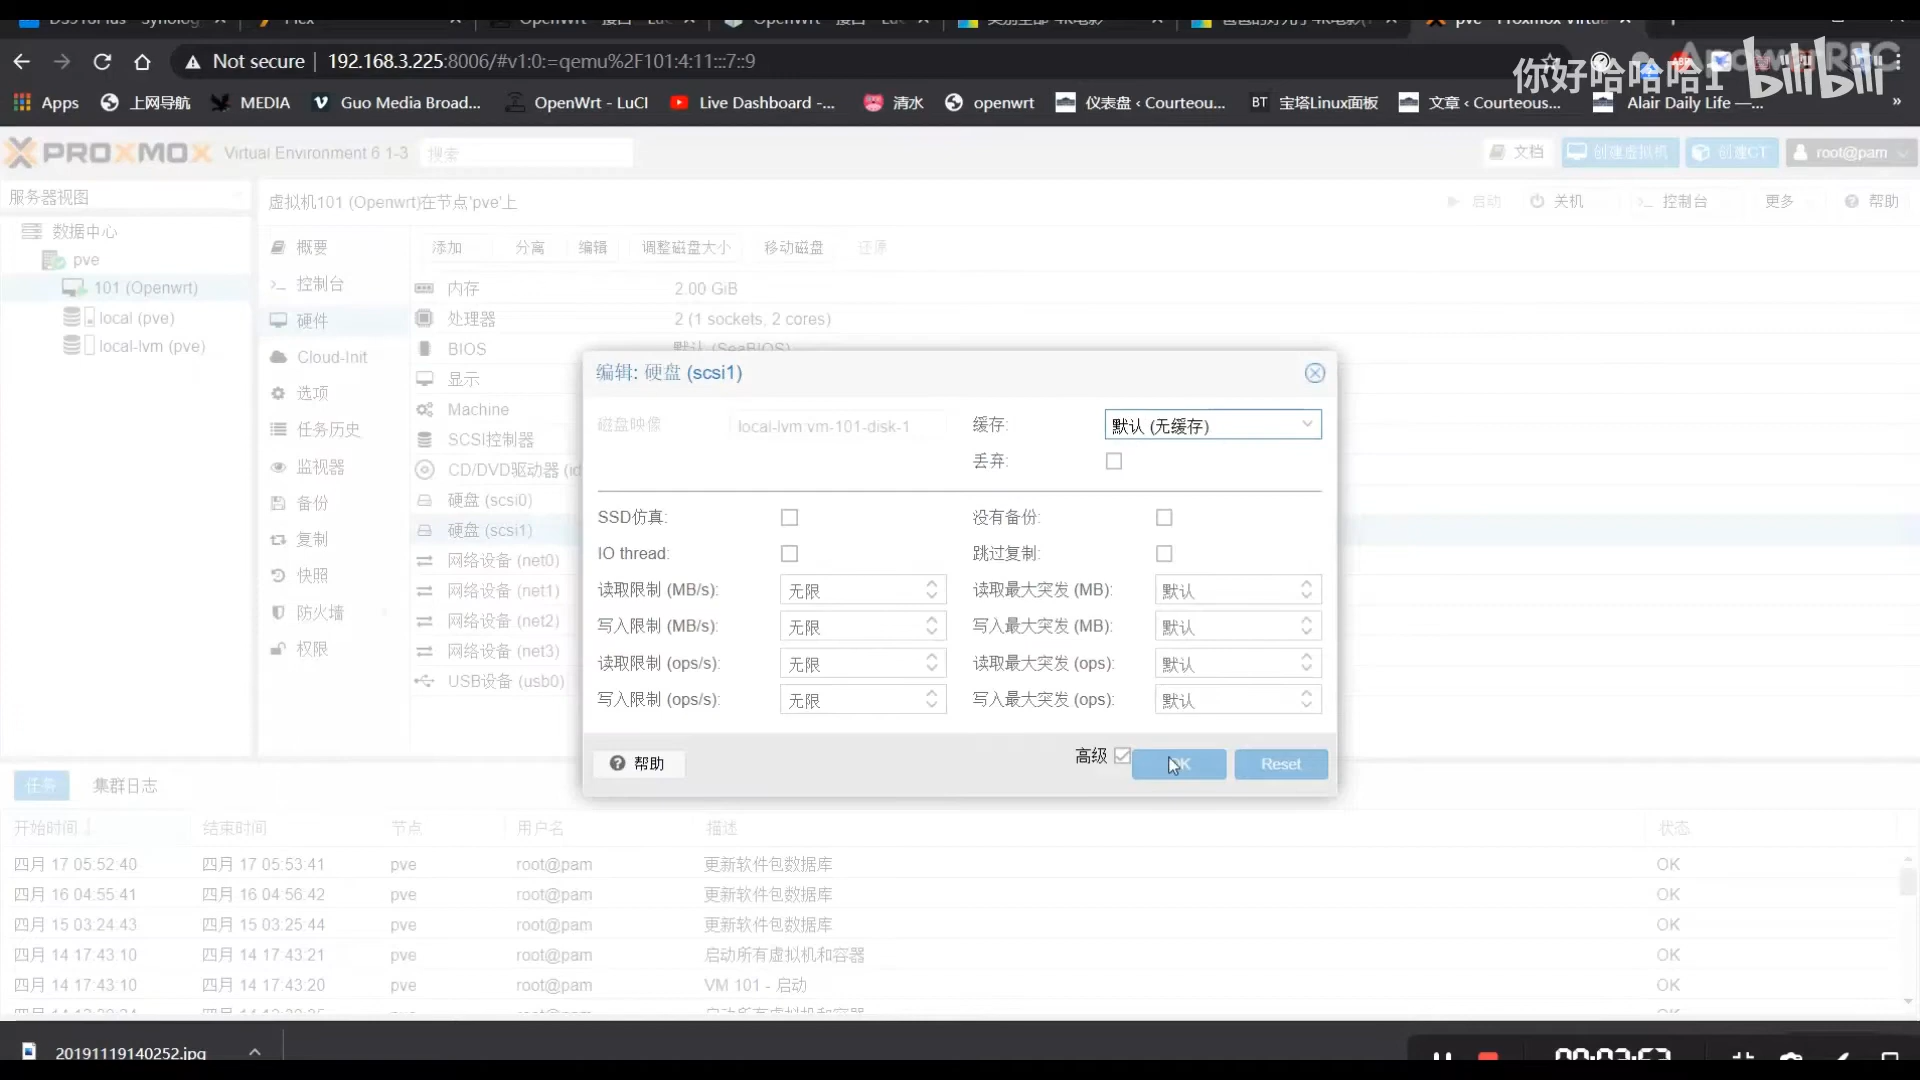 Not secure
192.168.3.225:8006/#v1:0:=qemu%2F101:4:11:::7::9
你好哈哈哈哈I bilibili
Apps 上网导航 MEDIA Guo Media Broad... OpenWrt - LuCI Live Dashboard -... 清水 openwrt 仪表盘 ‹ Courteou... BT 宝塔Linux面板 文章 ‹ Courteous... Alair Daily Life —... »
PROXMOX Virtual Environment 6.1-3 搜索 文档 创建虚拟机 创建CT root@pam
服务器视图
虚拟机101 (Openwrt)在节点'pve'上
启动 关机 控制台 更多 帮助
数据中心
pve
101 (Openwrt)
local (pve)
local-lvm (pve)
概要
控制台
硬件
Cloud-Init
选项
任务历史
监视器
备份
复制
快照
防火墙
权限
添加 分离 编辑 调整磁盘大小 移动磁盘 还原
内存 2.00 GiB
处理器 2 (1 sockets, 2 cores)
BIOS 默认 (SeaBIOS)
显示
Machine
SCSI控制器
CD/DVD驱动器 (id
硬盘 (scsi0)
硬盘 (scsi1)
网络设备 (net0)
网络设备 (net1)
网络设备 (net2)
网络设备 (net3)
USB设备 (usb0)
编辑: 硬盘 (scsi1)
磁盘映像 local-lvm:vm-101-disk-1 缓存: 默认 (无缓存)
丢弃:
SSD仿真: 没有备份:
IO thread: 跳过复制:
读取限制 (MB/s): 无限 读取最大突发 (MB): 默认
写入限制 (MB/s): 无限 写入最大突发 (MB): 默认
读取限制 (ops/s): 无限 读取最大突发 (ops): 默认
写入限制 (ops/s): 无限 写入最大突发 (ops): 默认
帮助 高级 OK Reset
任务 集群日志
开始时间 结束时间 节点 用户名 描述 状态
四月 17 05:52:40 四月 17 05:53:41 pve root@pam 更新软件包数据库 OK
四月 16 04:55:41 四月 16 04:56:42 pve root@pam 更新软件包数据库 OK
四月 15 03:24:43 四月 15 03:25:44 pve root@pam 更新软件包数据库 OK
四月 14 17:43:10 四月 14 17:43:21 pve root@pam 启动所有虚拟机和容器 OK
四月 14 17:43:10 四月 14 17:43:20 pve root@pam VM 101 - 启动 OK
20191119140252.jpg